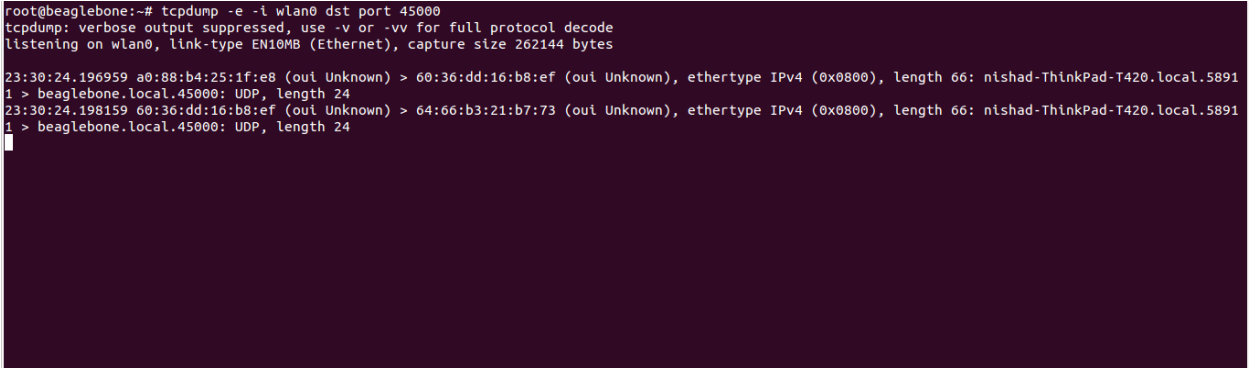 root@beaglebone:~# tcpdump -e -i wlan0 dst port 45000
tcpdump: verbose output suppressed, use -v or -vv for full protocol decode
listening on wlan0, link-type EN10MB (Ethernet), capture size 262144 bytes
23:30:24.196959 a0:88:b4:25:1f:e8 (oui Unknown) > 60:36:dd:16:b8:ef (oui Unknown), ethertype IPv4 (0x0800), length 66: nishad-ThinkPad-T420.local.5891
1 > beaglebone.local.45000: UDP, length 24
23:30:24.198159 60:36:dd:16:b8:ef (oui Unknown) > 64:66:b3:21:b7:73 (oui Unknown), ethertype IPv4 (0x0800), length 66: nishad-ThinkPad-T420.local.5891
1 > beaglebone.local.45000: UDP, length 24